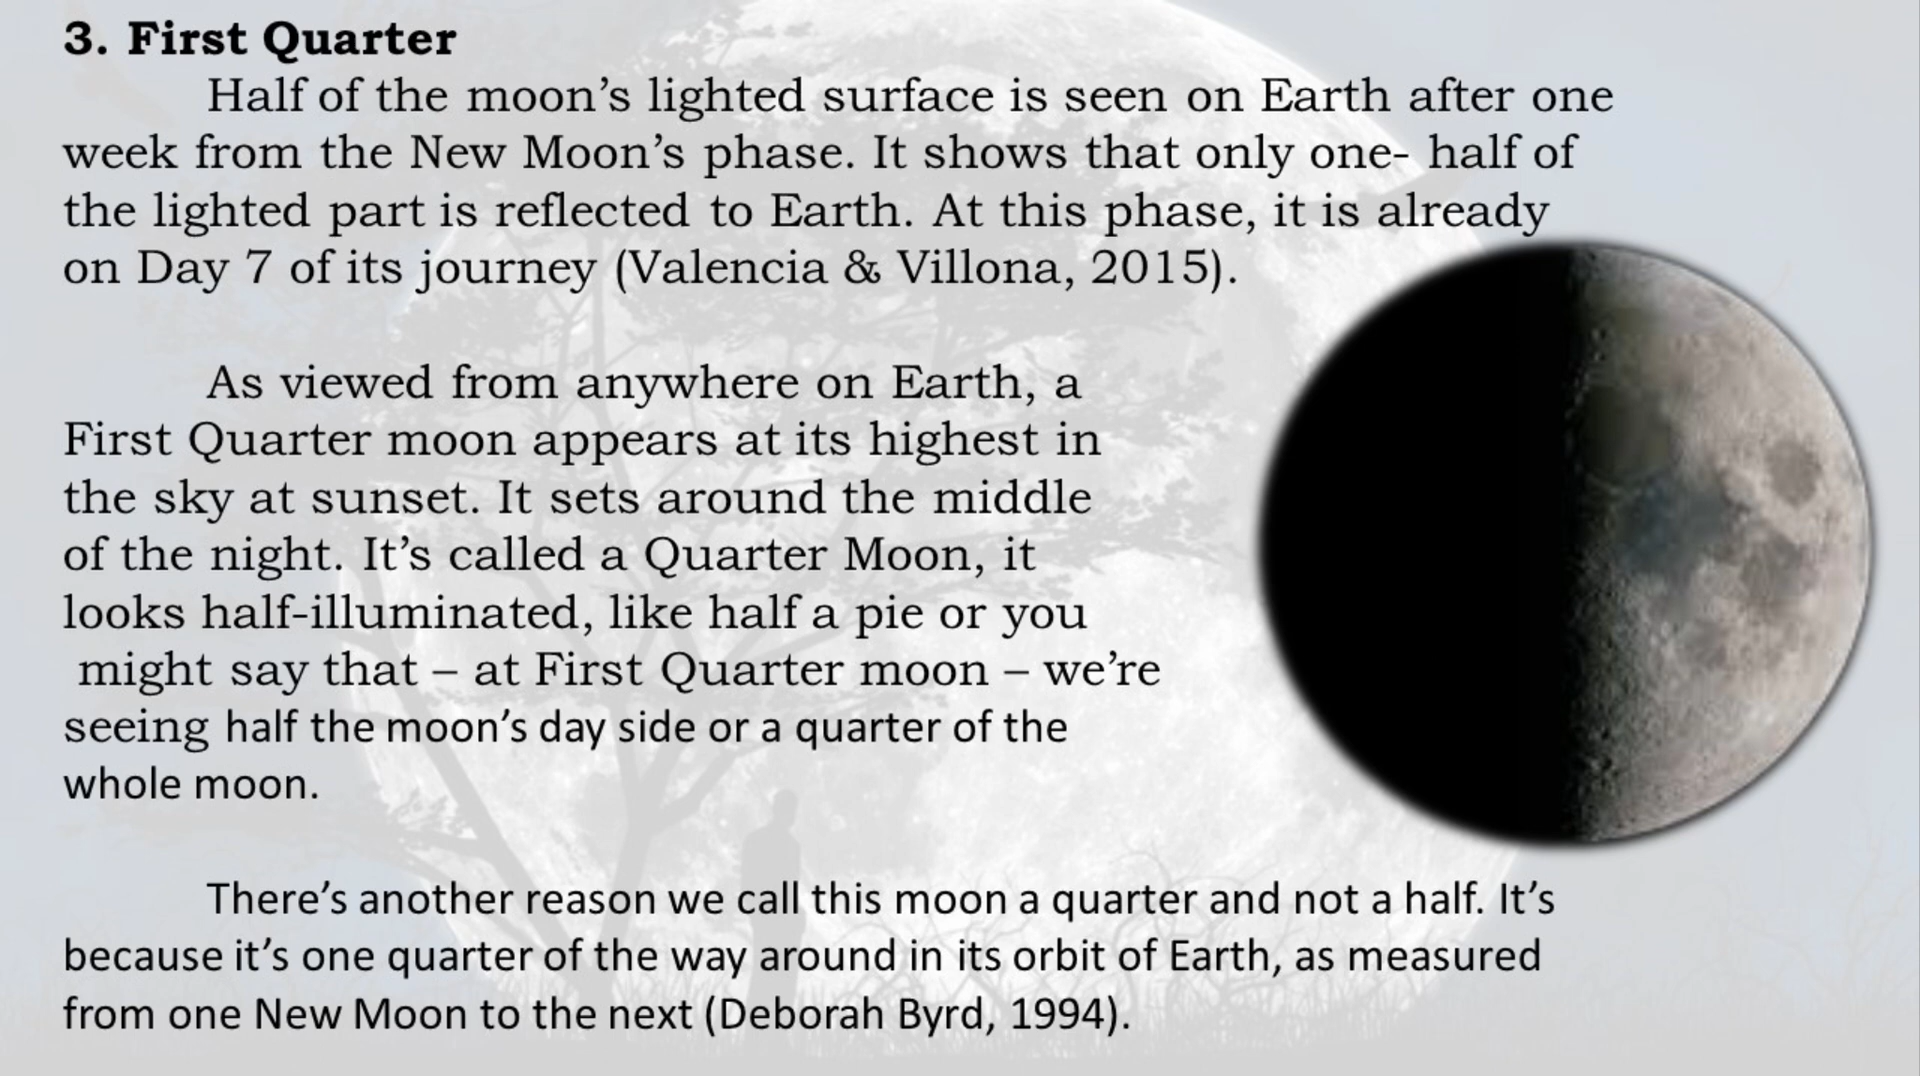 3. First Quarter
Half of the moon’s lighted surface is seen on Earth after one
week from the New Moon’s phase. It shows that only one- half of
the lighted part is reflected to Earth. At this phase, it is already
on Day 7 of its journey (Valencia & Villona, 2015).
As viewed from anywhere on Earth, a
First Quarter moon appears at its highest in
the sky at sunset. It sets around the middle
of the night. It’s called a Quarter Moon, it
looks half-illuminated, like half a pie or you
might say that – at First Quarter moon – we’re
seeing half the moon’s day side or a quarter of the
whole moon.
There’s another reason we call this moon a quarter and not a half. It’s
because it’s one quarter of the way around in its orbit of Earth, as measured
from one New Moon to the next (Deborah Byrd, 1994).